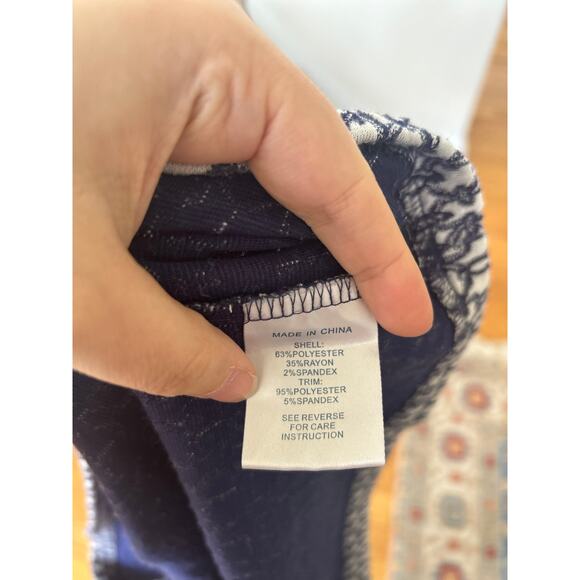 MADE IN CHINA
SHELL:
63%POLYESTER
35%RAYON
2%SPANDEX
TRIM:
95%POLYESTER
5%SPANDEX
SEE REVERSE
FOR CARE
INSTRUCTION